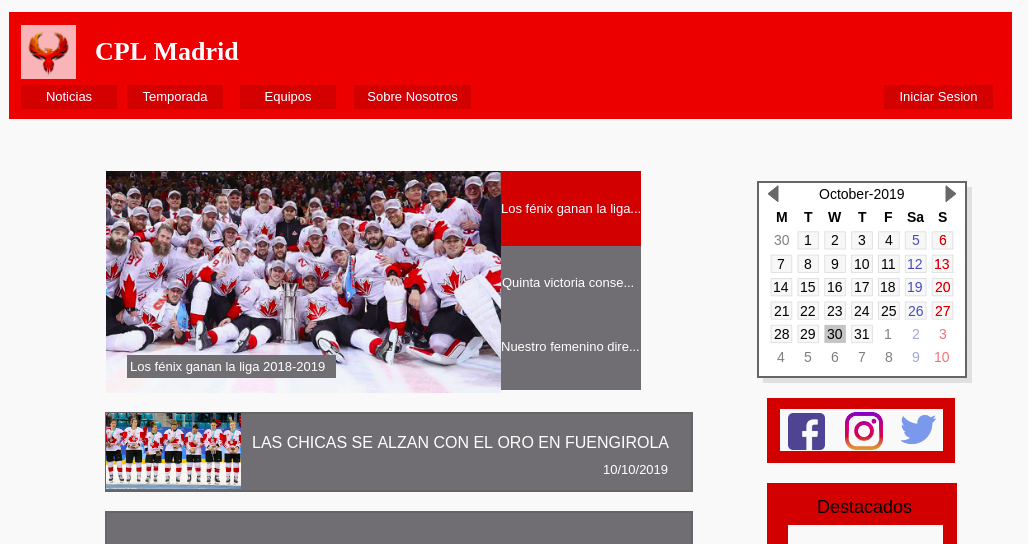 CPL Madrid
Noticias Temporada Equipos Sobre Nosotros Iniciar Sesion
Los fénix ganan la liga...
Quinta victoria conse...
Nuestro femenino dire...
Los fénix ganan la liga 2018-2019
LAS CHICAS SE ALZAN CON EL ORO EN FUENGIROLA
10/10/2019
October-2019
M T W T F Sa S
30 1 2 3 4 5 6
7 8 9 10 11 12 13
14 15 16 17 18 19 20
21 22 23 24 25 26 27
28 29 30 31 1 2 3
4 5 6 7 8 9 10
Destacados